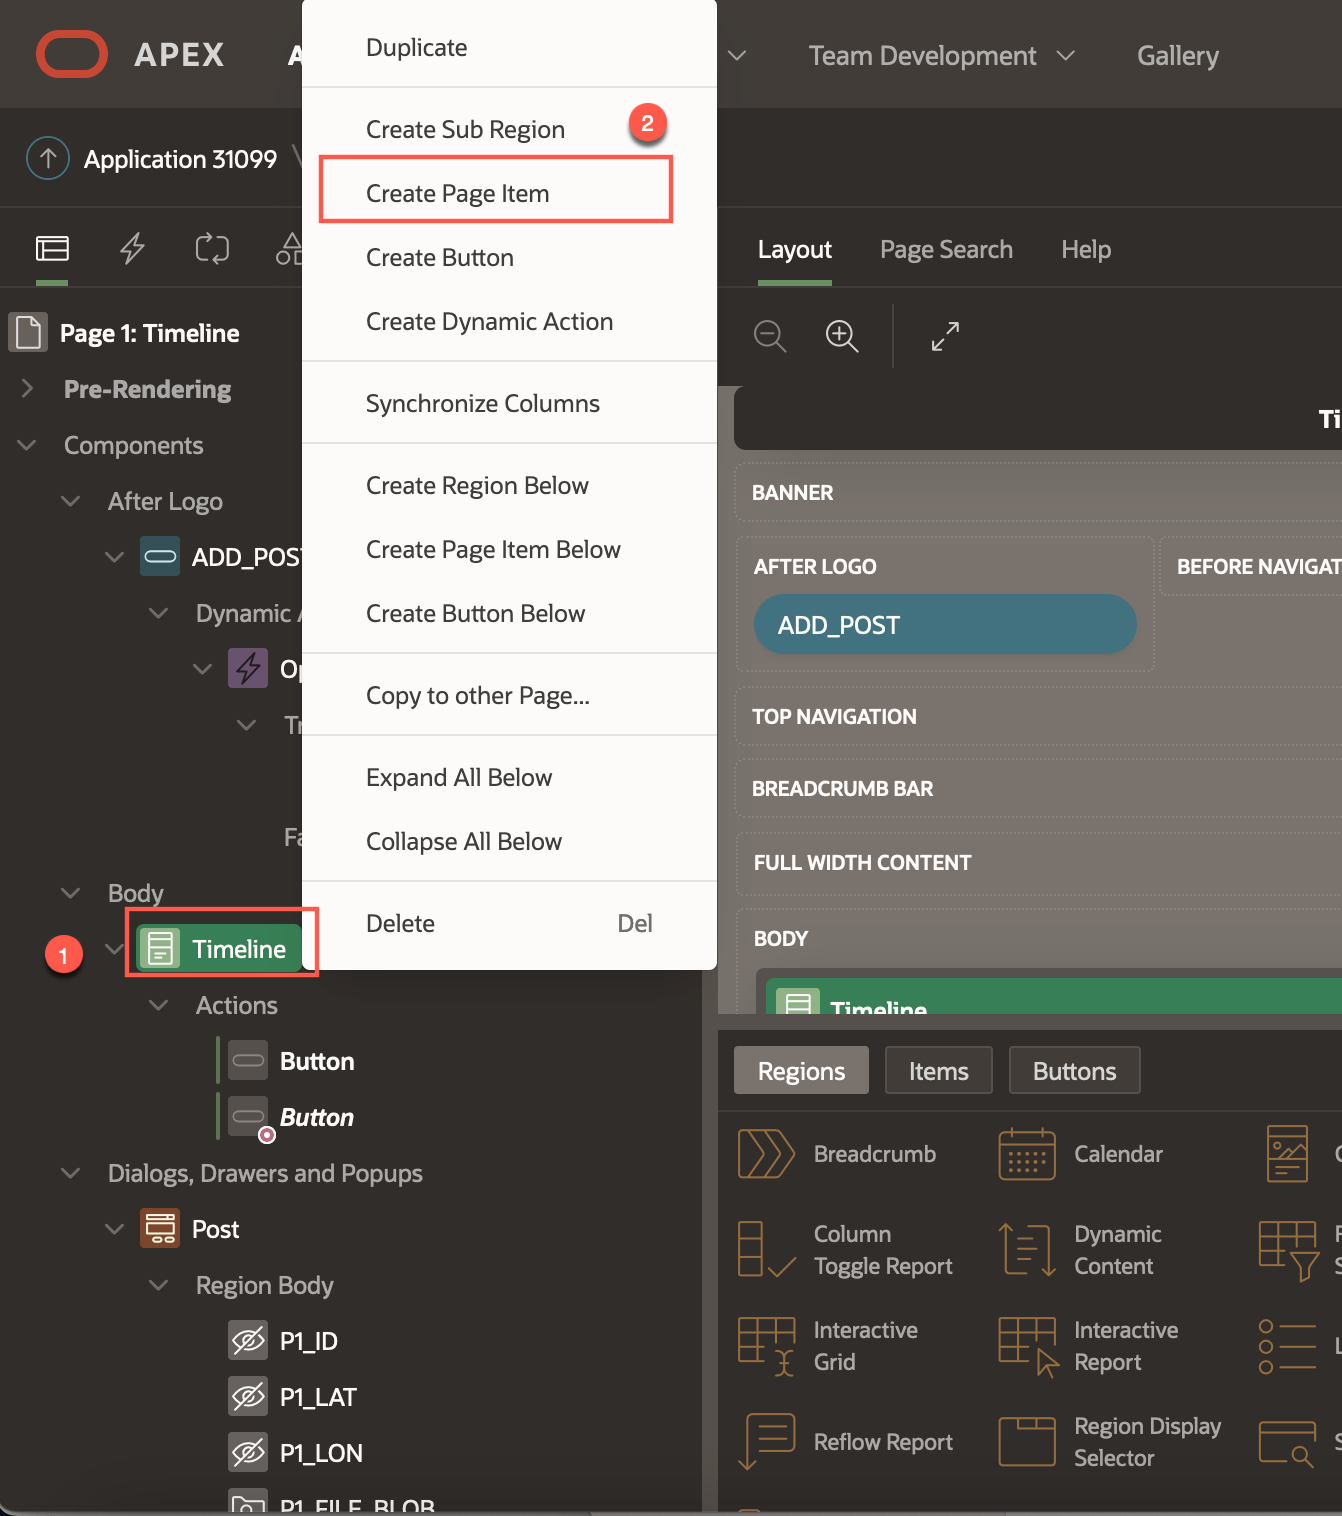 APEX
Team Development
Gallery
Application 31099
Duplicate
Create Sub Region
2
Create Page Item
Create Button
Create Dynamic Action
Synchronize Columns
Create Region Below
Create Page Item Below
Create Button Below
Copy to other Page...
Expand All Below
Collapse All Below
Delete Del
Page 1: Timeline
Pre-Rendering
Components
After Logo
ADD_POST
Dynamic
Body
1
Timeline
Actions
Button
Button
Dialogs, Drawers and Popups
Post
Region Body
P1_ID
P1_LAT
P1_LON
P1_FILE_BLOB
Layout
Page Search
Help
BANNER
AFTER LOGO
BEFORE NAVIGAT
ADD_POST
TOP NAVIGATION
BREADCRUMB BAR
FULL WIDTH CONTENT
BODY
Timeline
Regions
Items
Buttons
Breadcrumb
Calendar
Column
Toggle Report
Dynamic
Content
Interactive
Grid
Interactive
Report
Reflow Report
Region Display
Selector